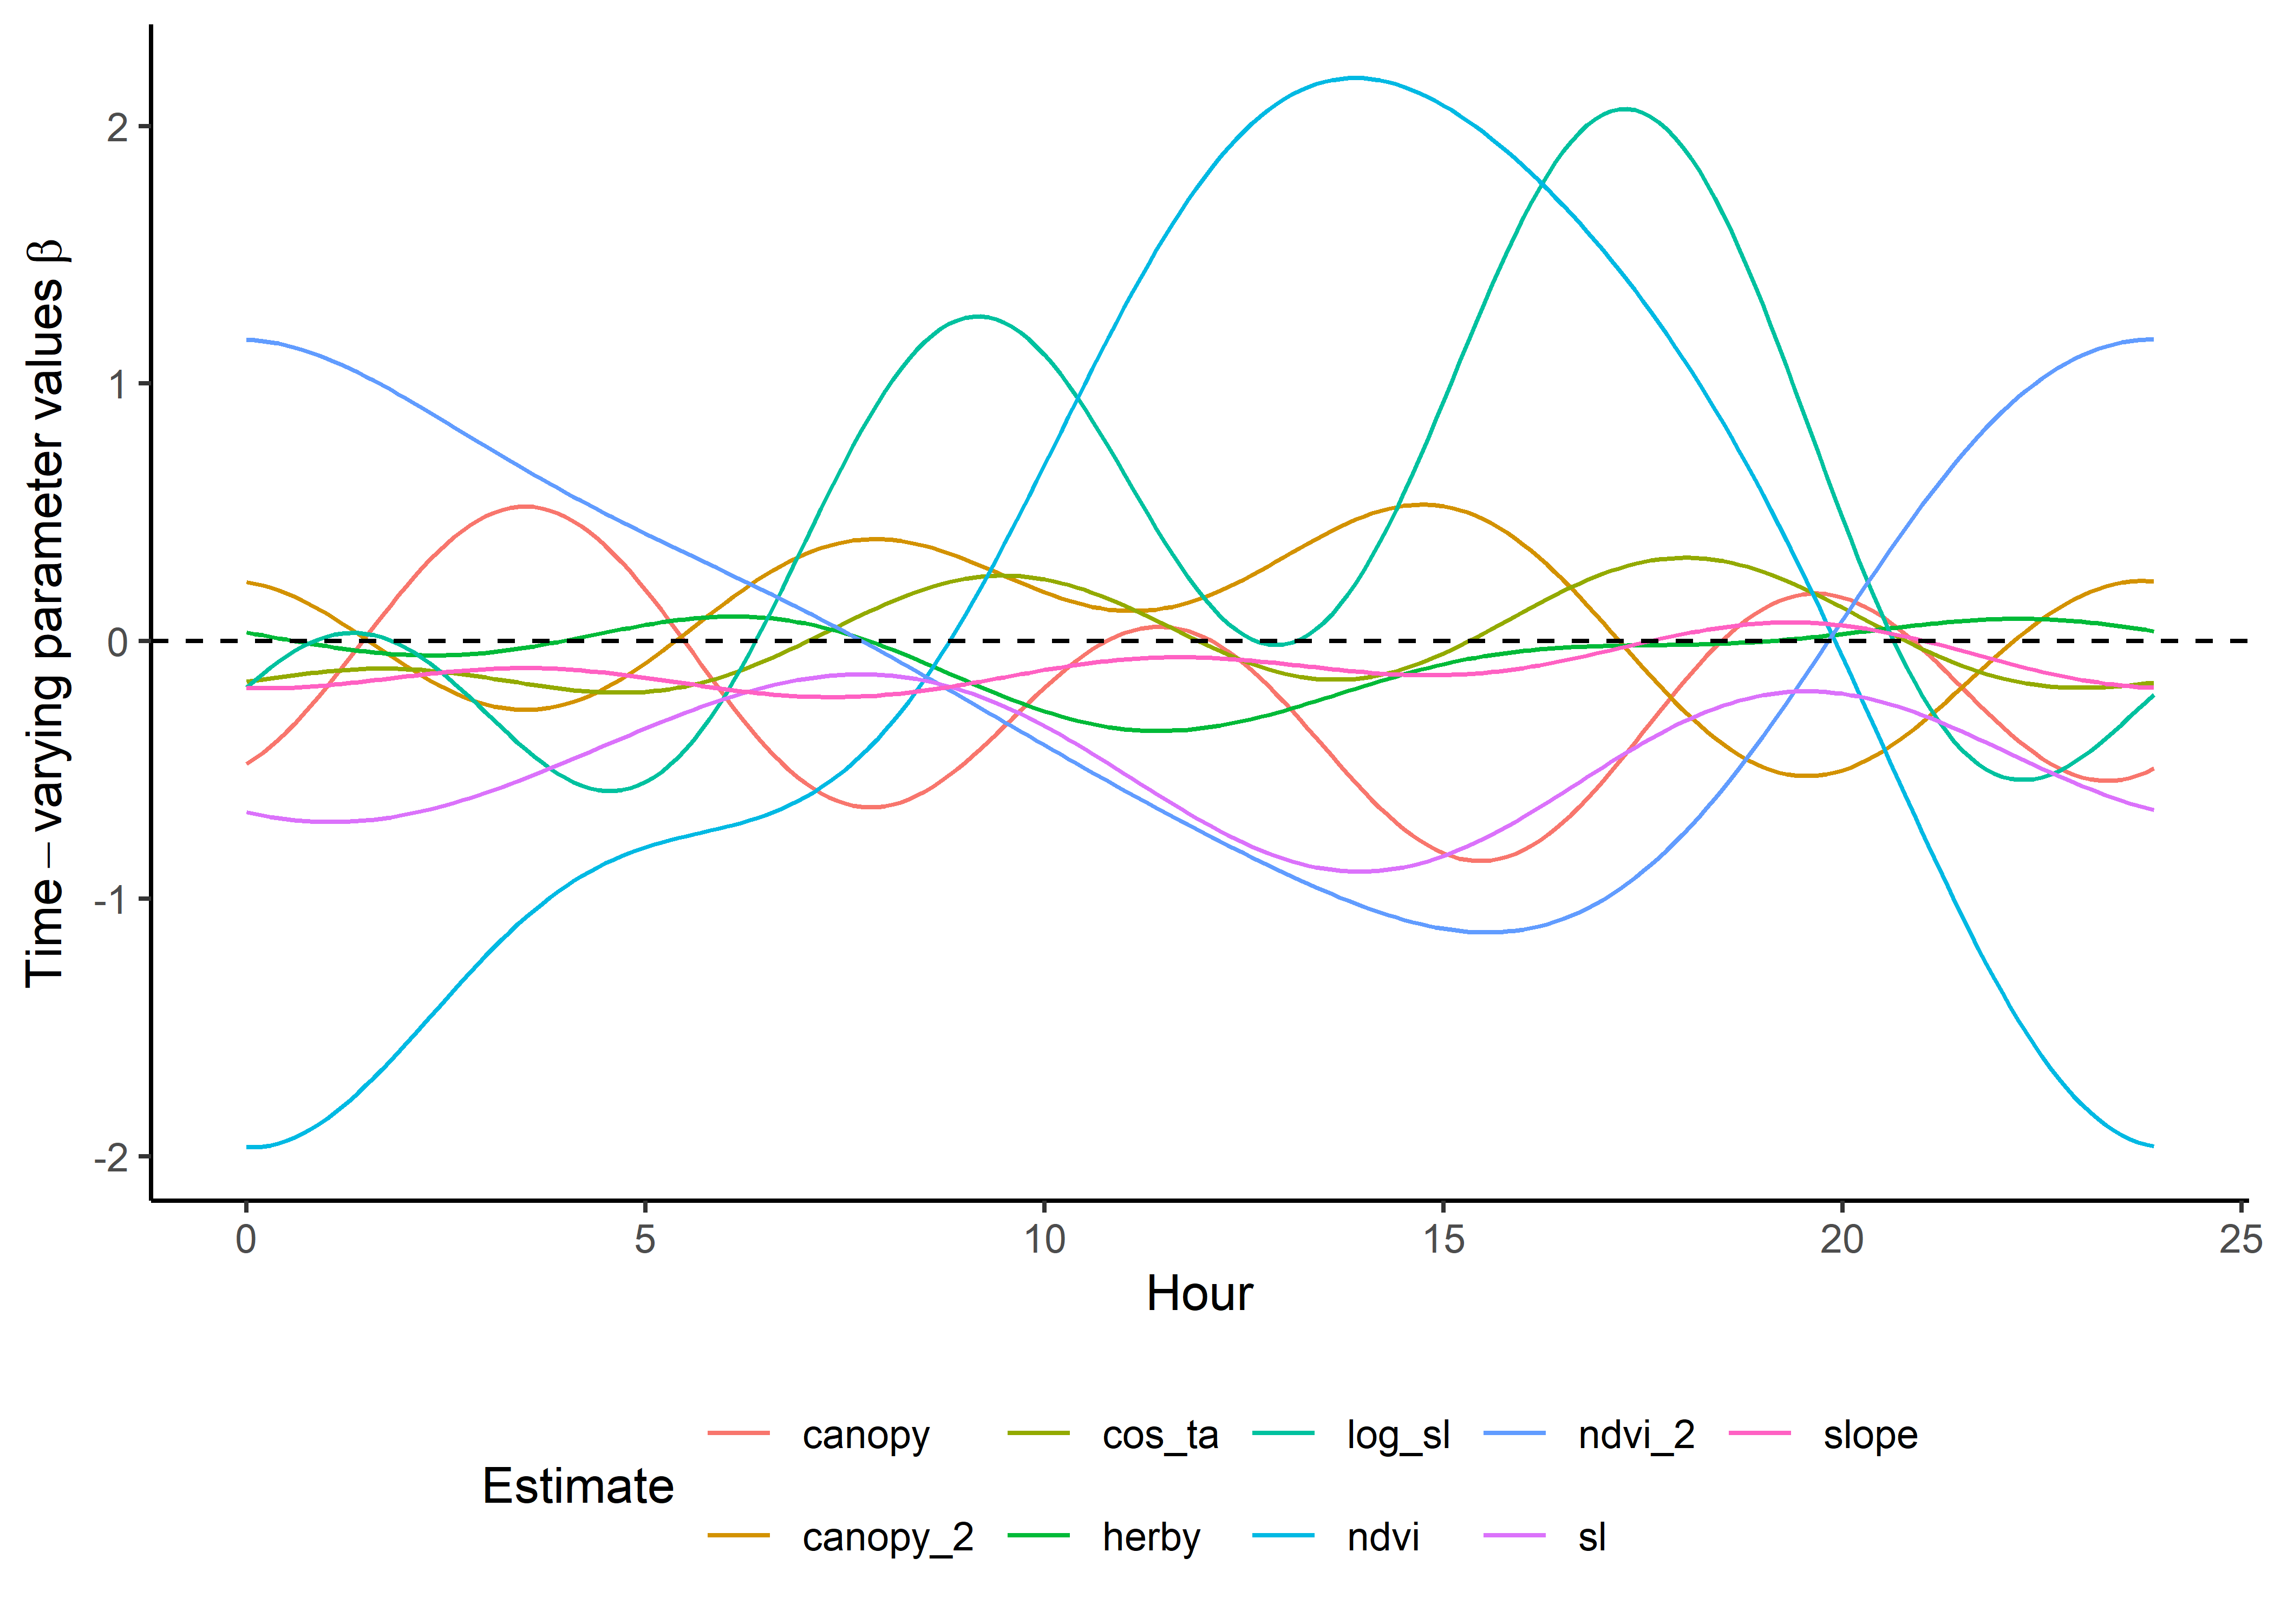 Time − varying parameter values β
2
1
0
-1
-2
0 5 10 15 20 25
Hour
Estimate
canopy cos_ta log_sl ndvi_2 slope
canopy_2 herby ndvi sl